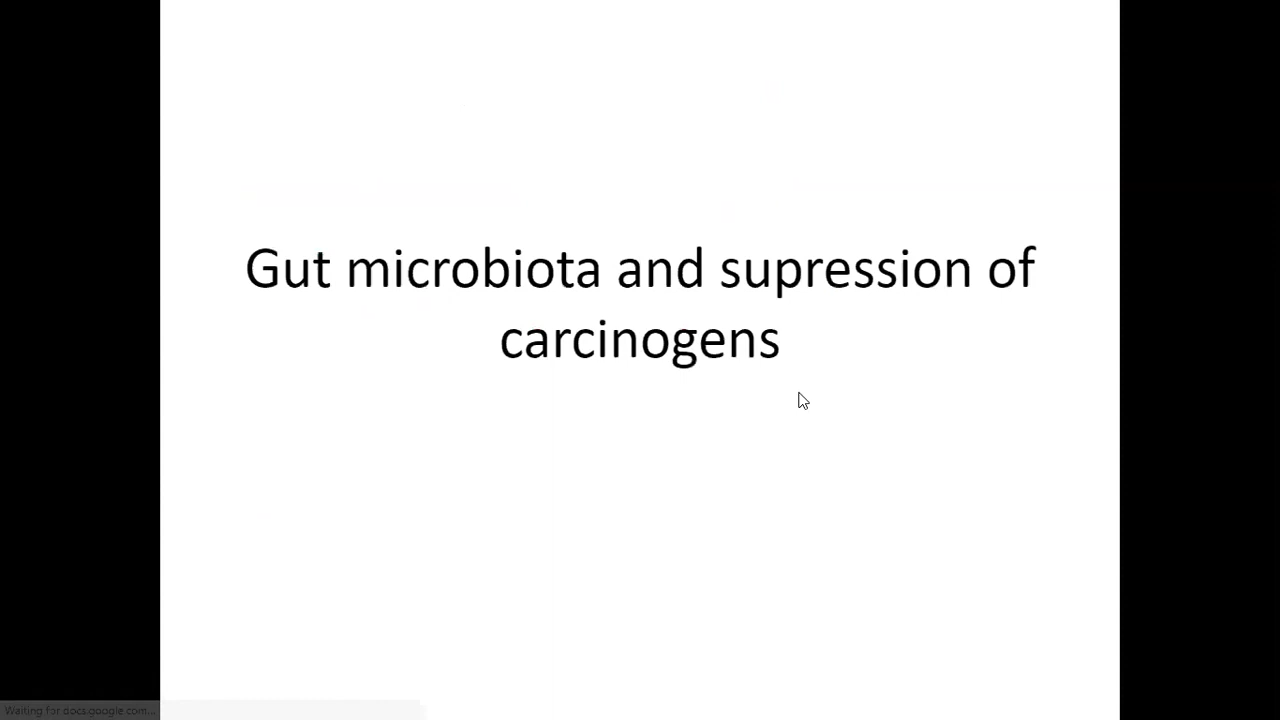 Gut microbiota and supression of
carcinogens
Waiting for docs.google.com...